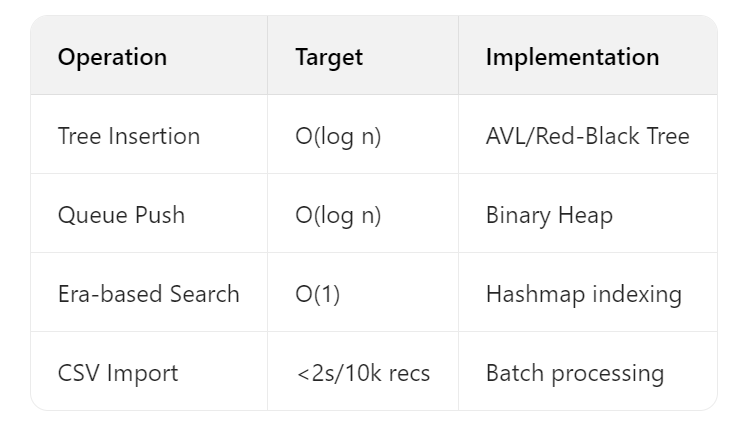 Operation Target Implementation
Tree Insertion O(log n) AVL/Red-Black Tree
Queue Push O(log n) Binary Heap
Era-based Search O(1) Hashmap indexing
CSV Import <2s/10k recs Batch processing